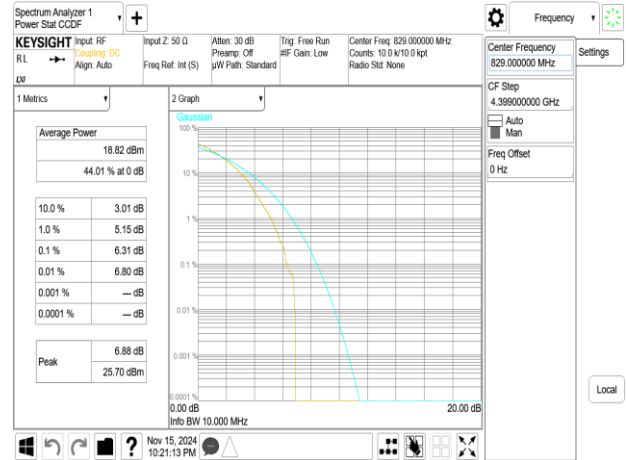 Spectrum Analyzer 1
Power Stat CCDF
Frequency
KEYSIGHT
RL
Input: RF
Coupling: DC
Align: Auto
Input Z: 50 Ω
Freq Ref: Int (S)
Atten: 30 dB
Preamp: Off
µW Path: Standard
Trig: Free Run
#IF Gain: Low
Center Freq: 829.000000 MHz
Counts: 10.0 k/10.0 kpt
Radio Std: None
Center Frequency
829.000000 MHz
Settings
CF Step
4.399000000 GHz
Auto
Man
Freq Offset
0 Hz
1 Metrics
Average Power
18.82 dBm
44.01 % at 0 dB
10.0 % 3.01 dB
1.0 % 5.15 dB
0.1 % 6.31 dB
0.01 % 6.80 dB
0.001 % --- dB
0.0001 % --- dB
Peak
6.88 dB
25.70 dBm
2 Graph
Gaussian
100 %
10 %
1 %
0.1 %
0.01 %
0.001 %
0.0001 %
0.00 dB 20.00 dB
Info BW 10.000 MHz
Local
Nov 15, 2024
10:21:13 PM